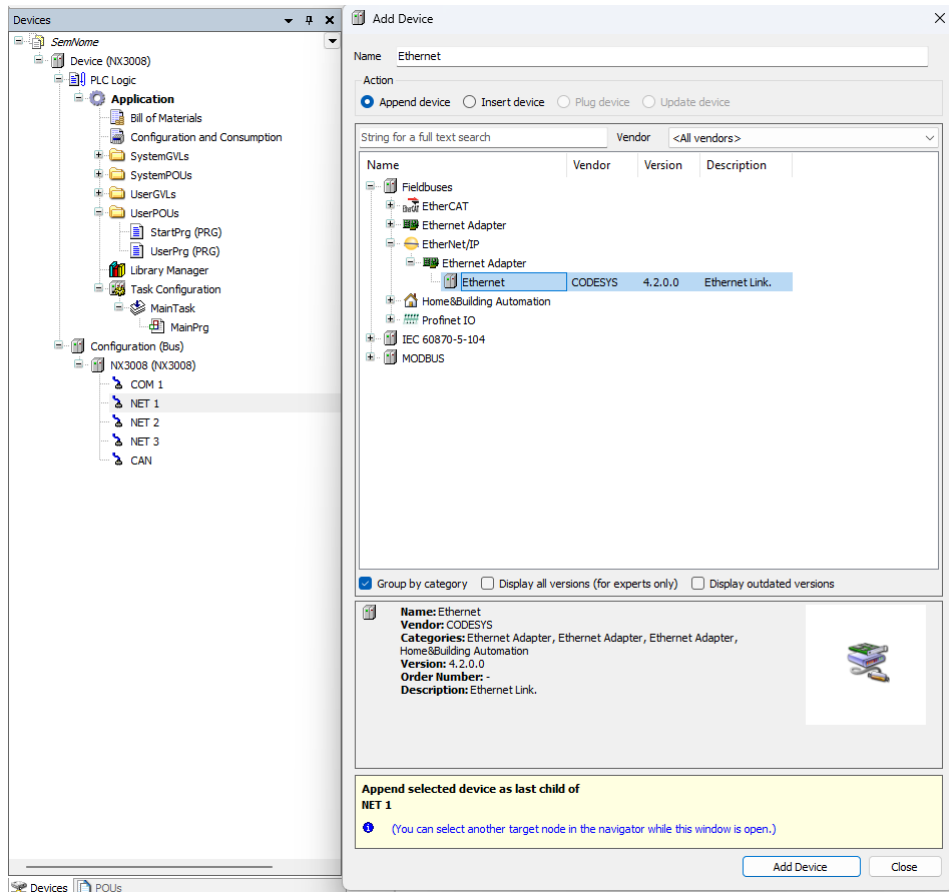 Devices
SemNome
Device (NX3008)
PLC Logic
Application
Bill of Materials
Configuration and Consumption
SystemGVLs
SystemPOUs
UserGVLs
UserPOUs
StartPrg (PRG)
UserPrg (PRG)
Library Manager
Task Configuration
MainTask
MainPrg
Configuration (Bus)
NX3008 (NX3008)
COM 1
NET 1
NET 2
NET 3
CAN
Devices POUs
Add Device
Name Ethernet
Action
Append device Insert device Plug device Update device
String for a full text search Vendor <All vendors>
Name Vendor Version Description
Fieldbuses
EtherCAT
Ethernet Adapter
EtherNet/IP
Ethernet Adapter
Ethernet CODESYS 4.2.0.0 Ethernet Link.
Home&Building Automation
Profinet IO
IEC 60870-5-104
MODBUS
Group by category Display all versions (for experts only) Display outdated versions
Name: Ethernet
Vendor: CODESYS
Categories: Ethernet Adapter, Ethernet Adapter, Ethernet Adapter,
Home&Building Automation
Version: 4.2.0.0
Order Number: -
Description: Ethernet Link.
Append selected device as last child of
NET 1
(You can select another target node in the navigator while this window is open.)
Add Device Close